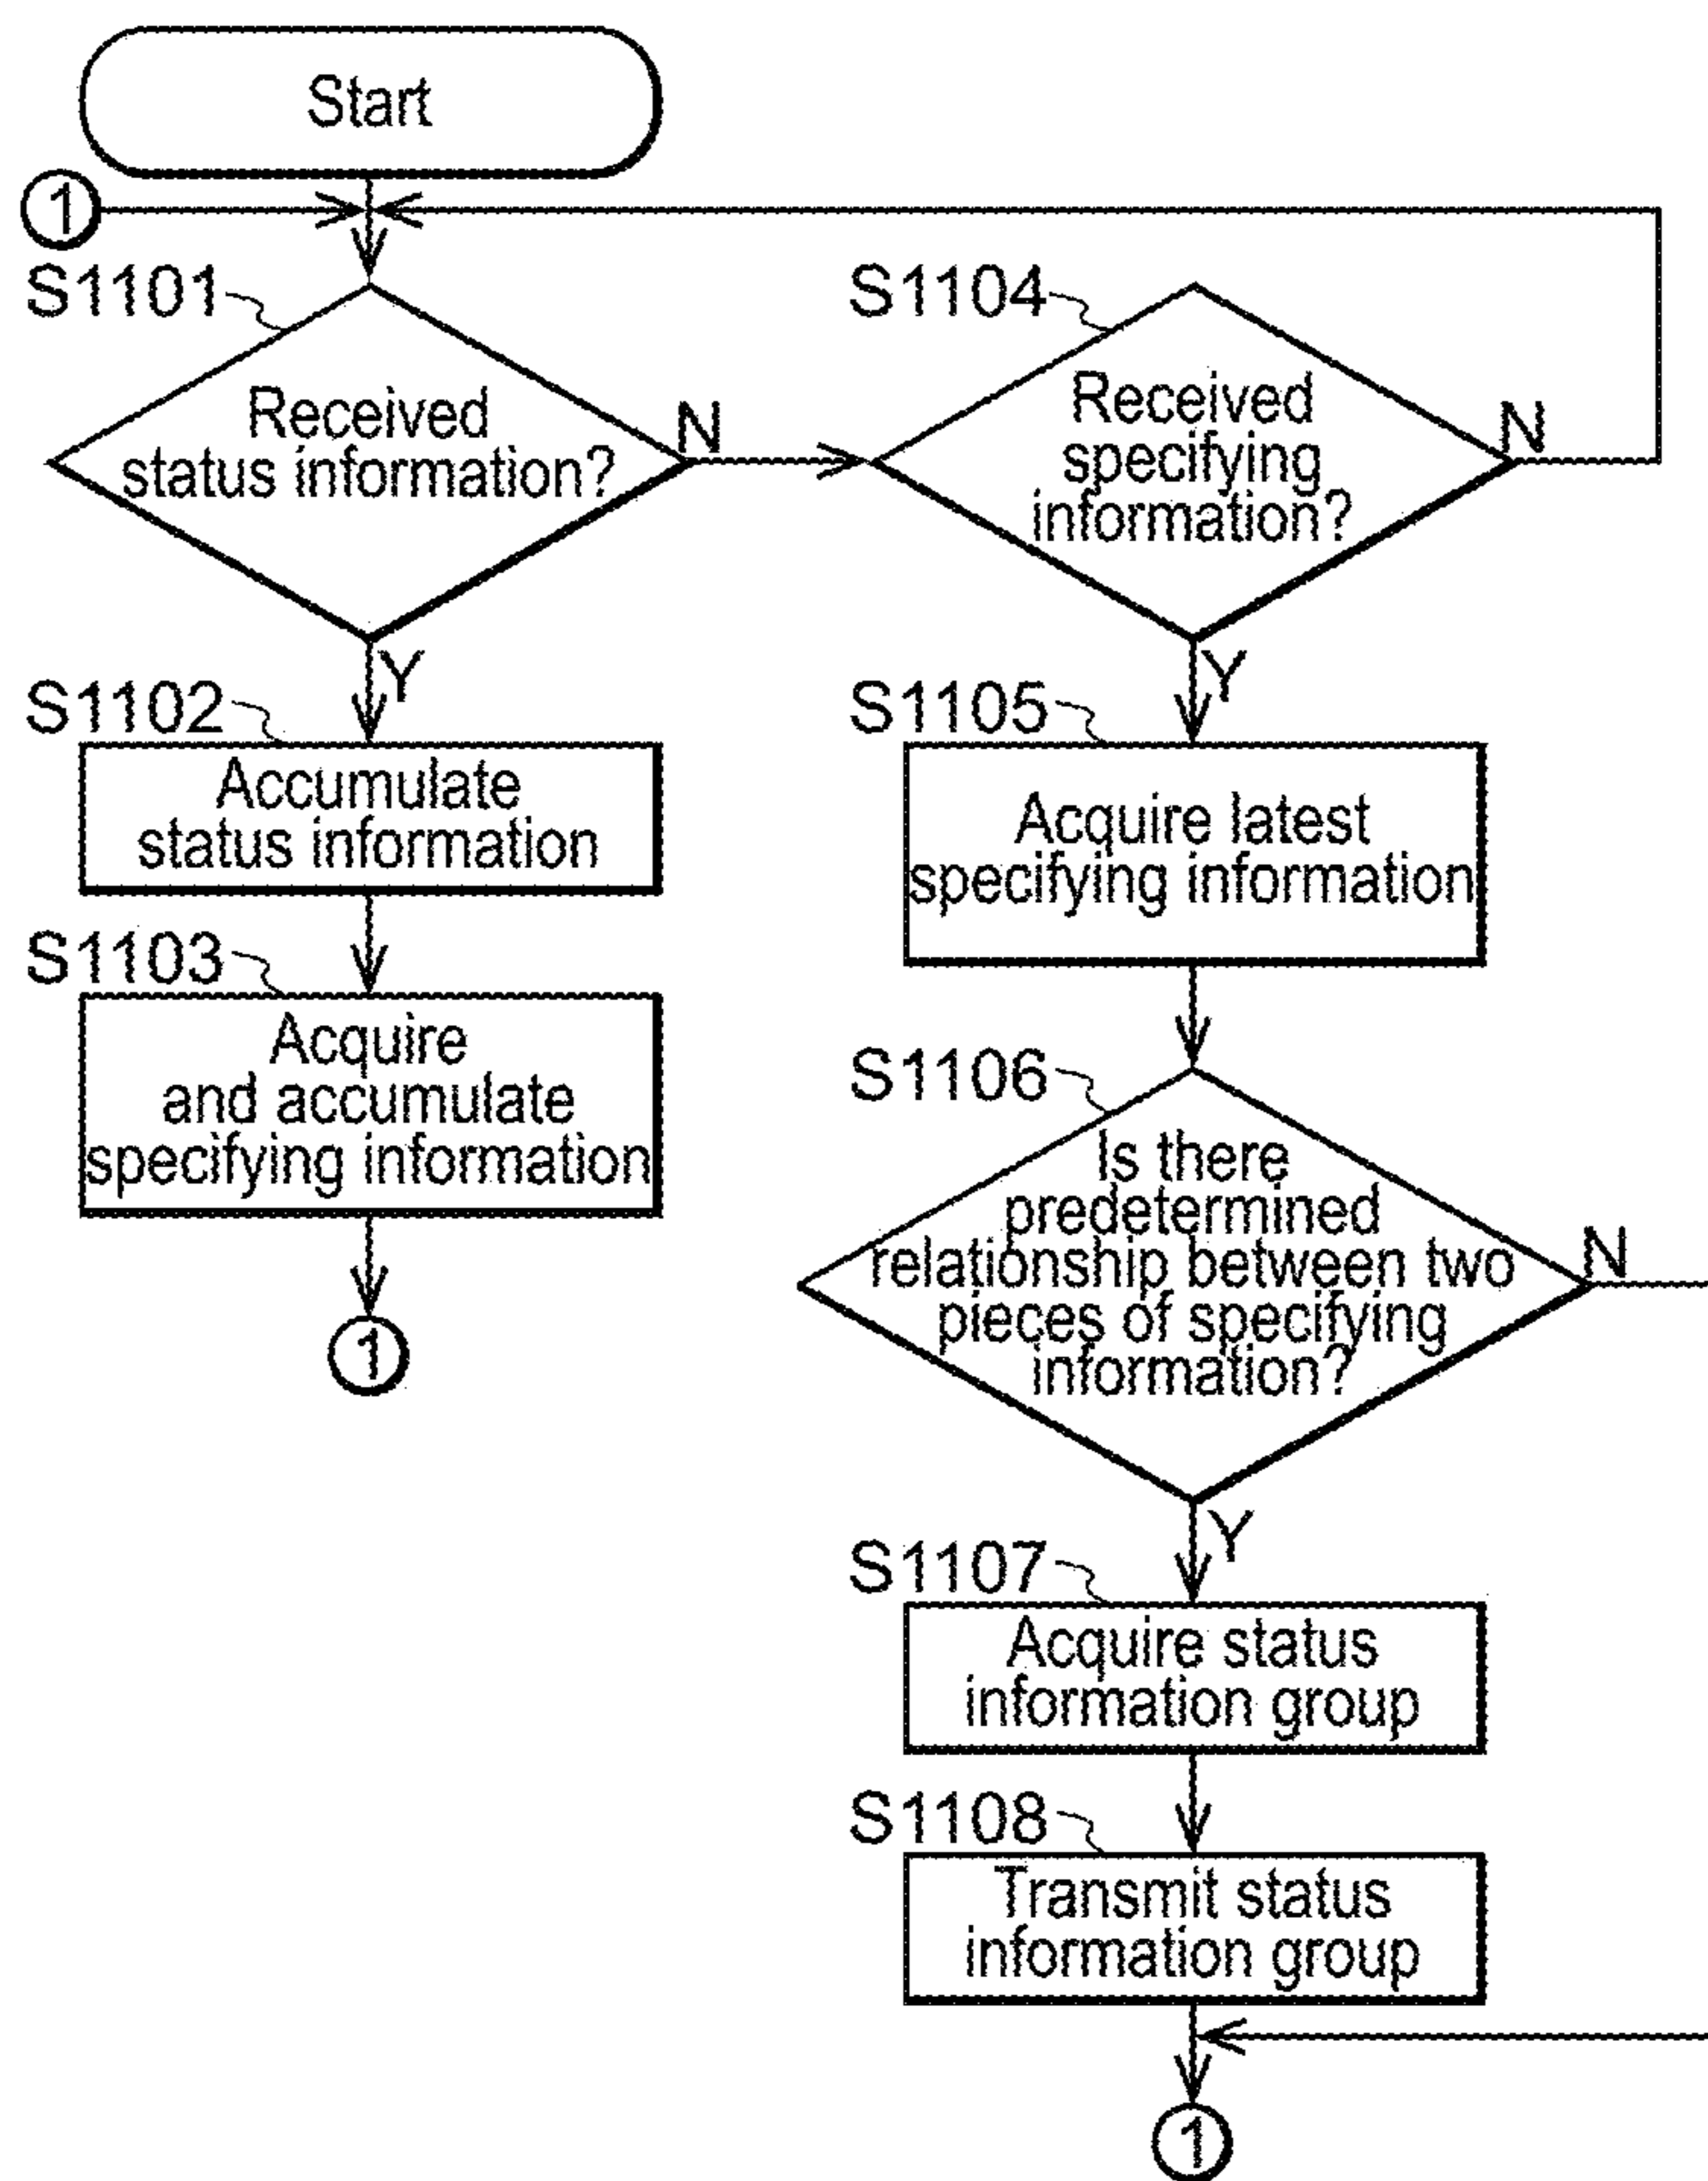 Start
1
S1101
Received
status information?
N
Y
S1102
Accumulate
status information
S1103
Acquire
and accumulate
specifying information
1
S1104
Received
specifying
information?
N
Y
S1105
Acquire latest
specifying information
S1106
Is there
predetermined
relationship between two
pieces of specifying
information?
N
Y
S1107
Acquire status
information group
S1108
Transmit status
information group
1